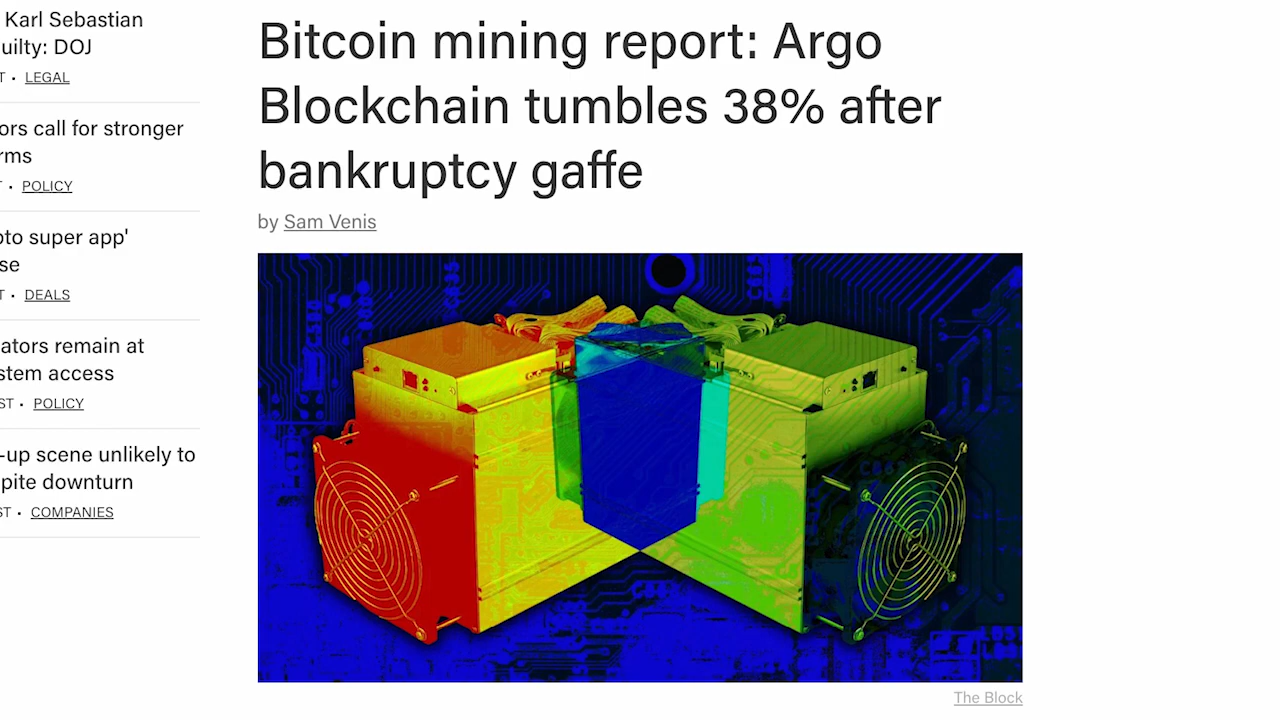 Karl Sebastian
uilty: DOJ
T • LEGAL
ors call for stronger
rms
T • POLICY
oto super app'
se
T • DEALS
ators remain at
stem access
ST • POLICY
-up scene unlikely to
pite downturn
ST • COMPANIES
Bitcoin mining report: Argo
Blockchain tumbles 38% after
bankruptcy gaffe
by Sam Venis
The Block